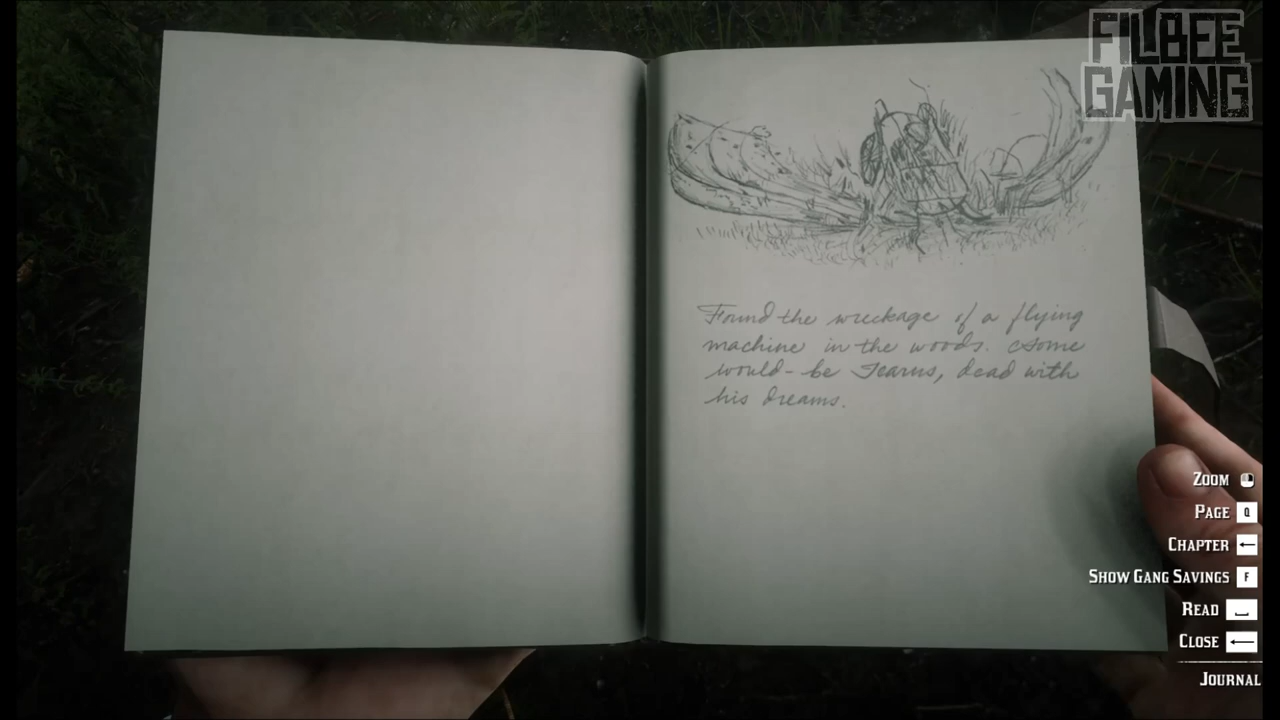 FILBEE
GAMING
Found the wreckage of a flying
machine in the woods. Some
would-be Icarus, dead with
his dreams.
ZOOM
PAGE Q
CHAPTER
SHOW GANG SAVINGS F
READ
CLOSE
JOURNAL